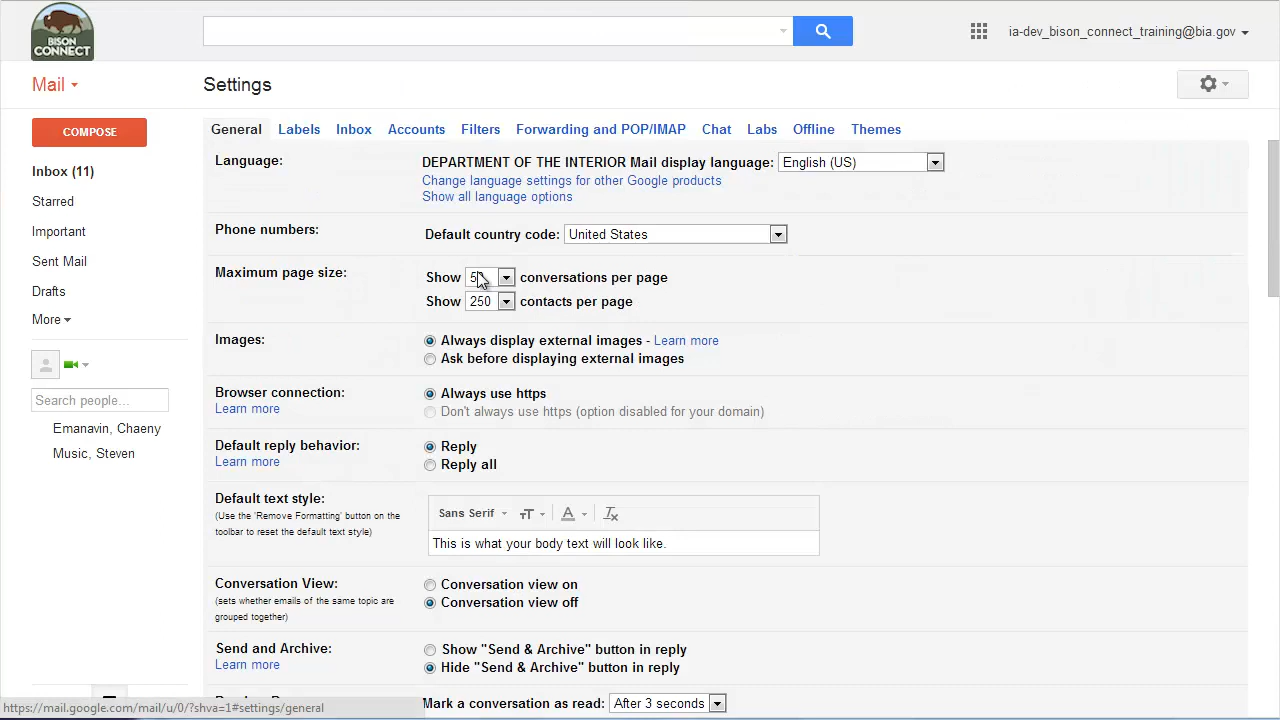 BISON
CONNECT
ia-dev_bison_connect_training@bia.gov
Mail
Settings
COMPOSE
Inbox (11)
Starred
Important
Sent Mail
Drafts
More
Search people...
Emanavin, Chaeny
Music, Steven
General Labels Inbox Accounts Filters Forwarding and POP/IMAP Chat Labs Offline Themes
Language: DEPARTMENT OF THE INTERIOR Mail display language: English (US)
Change language settings for other Google products
Show all language options
Phone numbers: Default country code: United States
Maximum page size: Show conversations per page
Show 250 contacts per page
Images: Always display external images - Learn more
Ask before displaying external images
Browser connection: Always use https
Learn more Don't always use https (option disabled for your domain)
Default reply behavior: Reply
Learn more Reply all
Default text style:
(Use the 'Remove Formatting' button on the
toolbar to reset the default text style)
Sans Serif
This is what your body text will look like.
Conversation View: Conversation view on
(sets whether emails of the same topic are
grouped together)
Conversation view off
Send and Archive: Show "Send & Archive" button in reply
Learn more Hide "Send & Archive" button in reply
Mark a conversation as read: After 3 seconds
https://mail.google.com/mail/u/0/?shva=1#settings/general